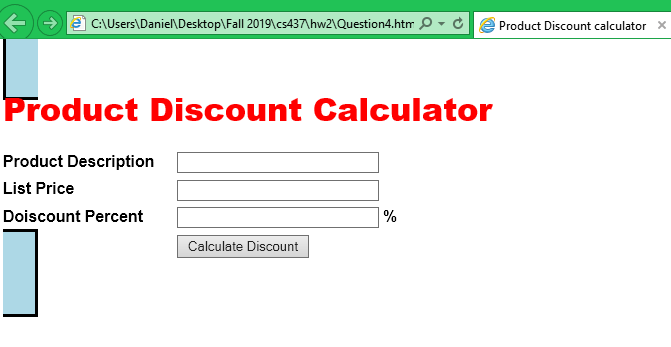 C:\Users\Daniel\Desktop\Fall 2019\cs437\hw2\Question4.htm
Product Discount calculator
Product Discount Calculator
Product Description
List Price
Doiscount Percent %
Calculate Discount